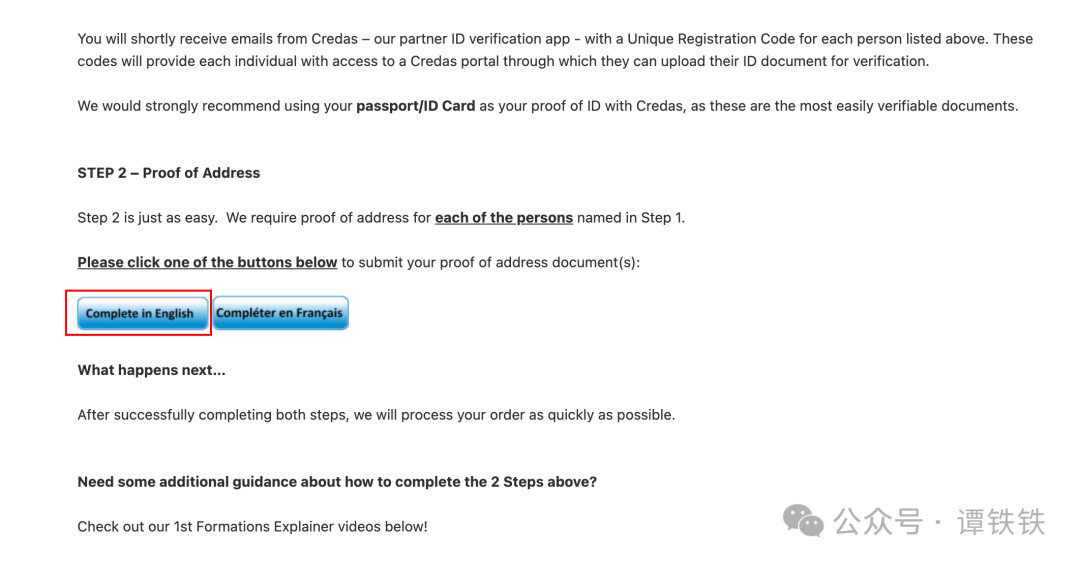 You will shortly receive emails from Credas – our partner ID verification app - with a Unique Registration Code for each person listed above. These
codes will provide each individual with access to a Credas portal through which they can upload their ID document for verification.
We would strongly recommend using your passport/ID Card as your proof of ID with Credas, as these are the most easily verifiable documents.
STEP 2 – Proof of Address
Step 2 is just as easy.  We require proof of address for each of the persons named in Step 1.
Please click one of the buttons below to submit your proof of address document(s):
Complete in English Compléter en Français
What happens next...
After successfully completing both steps, we will process your order as quickly as possible.
Need some additional guidance about how to complete the 2 Steps above?
Check out our 1st Formations Explainer videos below!
公众号 · 谭铁铁